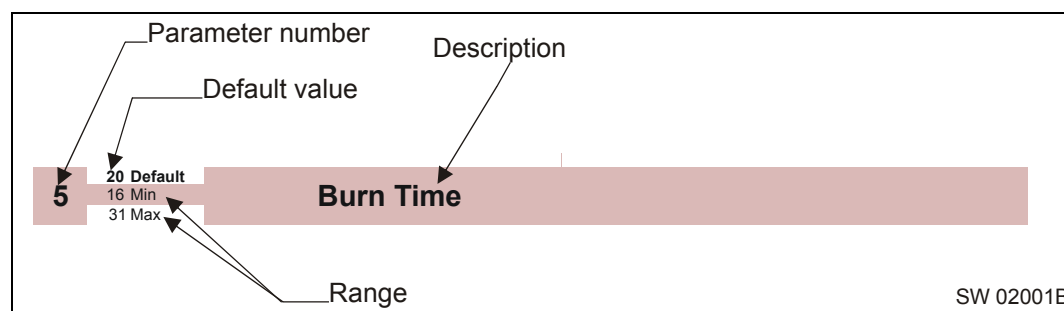 Parameter number
Description
Default value
20 Default
5
16 Min
Burn Time
31 Max
Range
SW 02001E